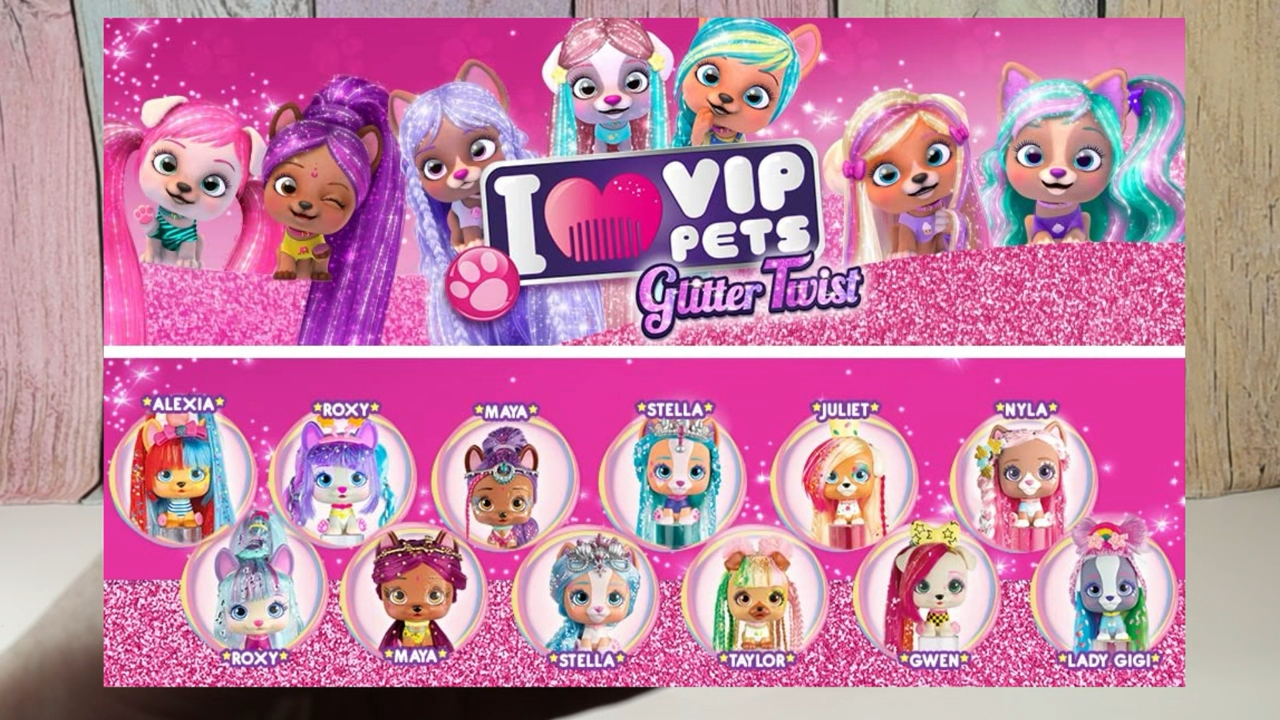 I VIP
PETS
Glitter Twist
ALEXIA
ROXY
MAYA
STELLA
JULIET
NYLA
ROXY
MAYA
STELLA
TAYLOR
GWEN
LADY GIGI